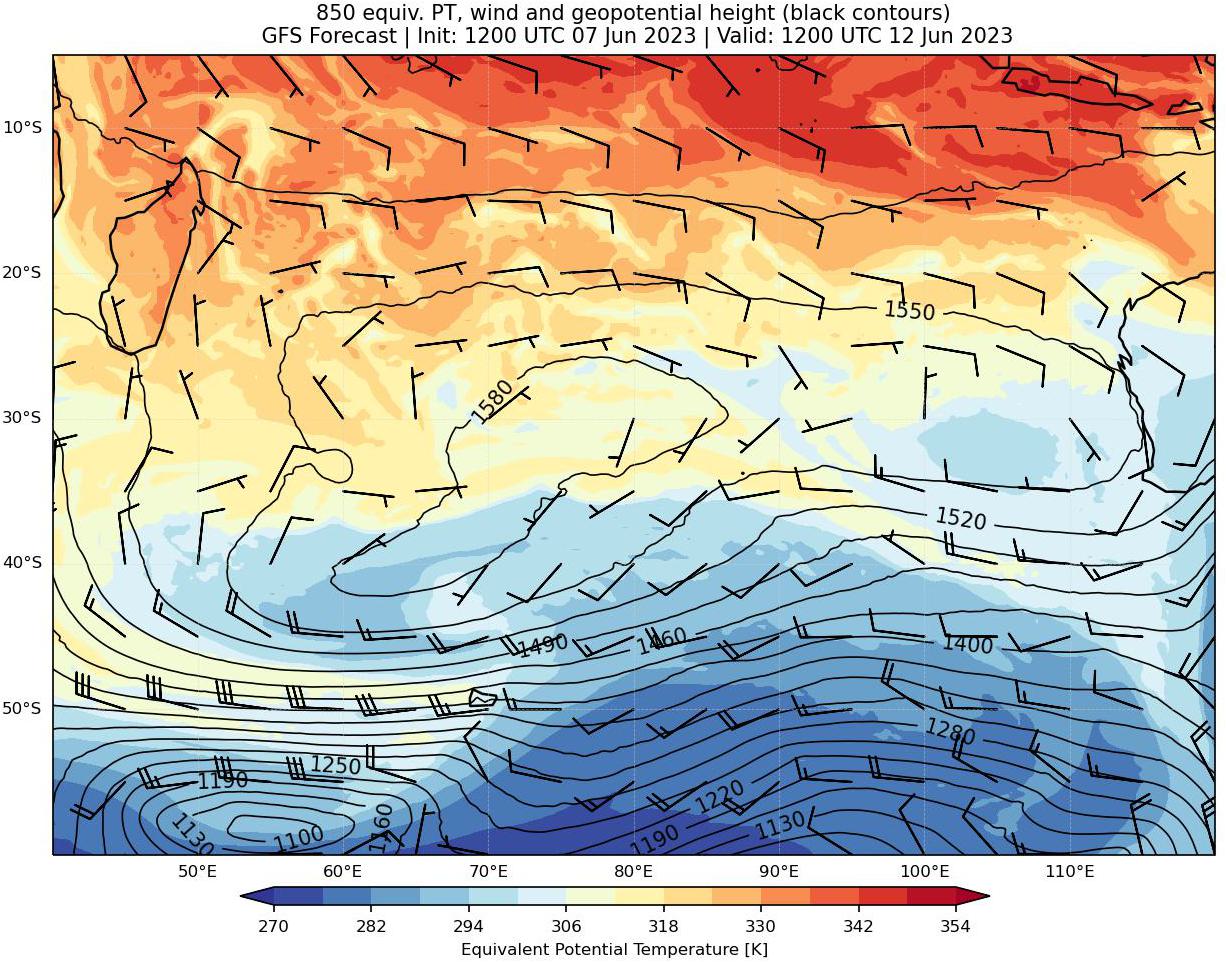 850 equiv. PT, wind and geopotential height (black contours)
GFS Forecast | Init: 1200 UTC 07 Jun 2023 | Valid: 1200 UTC 12 Jun 2023
10°S
20°S
1550
1580
30°S
1520
40°S
1490
1460
1400
50°S
1280
1250
1190
1220
1130
1100
1160
1190
1130
50°E
60°E
70°E
80°E
90°E
100°E
110°E
270
282
294
306
318
330
342
354
Equivalent Potential Temperature [K]